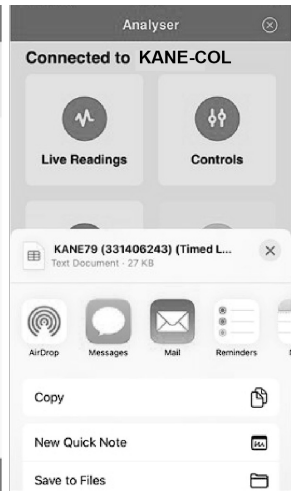 Analyser
Connected to KANE-COL
Live Readings
Controls
KANE79 (331406243) (Timed L...
Text Document - 27 KB
AirDrop
Messages
Mail
Reminders
Copy
New Quick Note
Save to Files